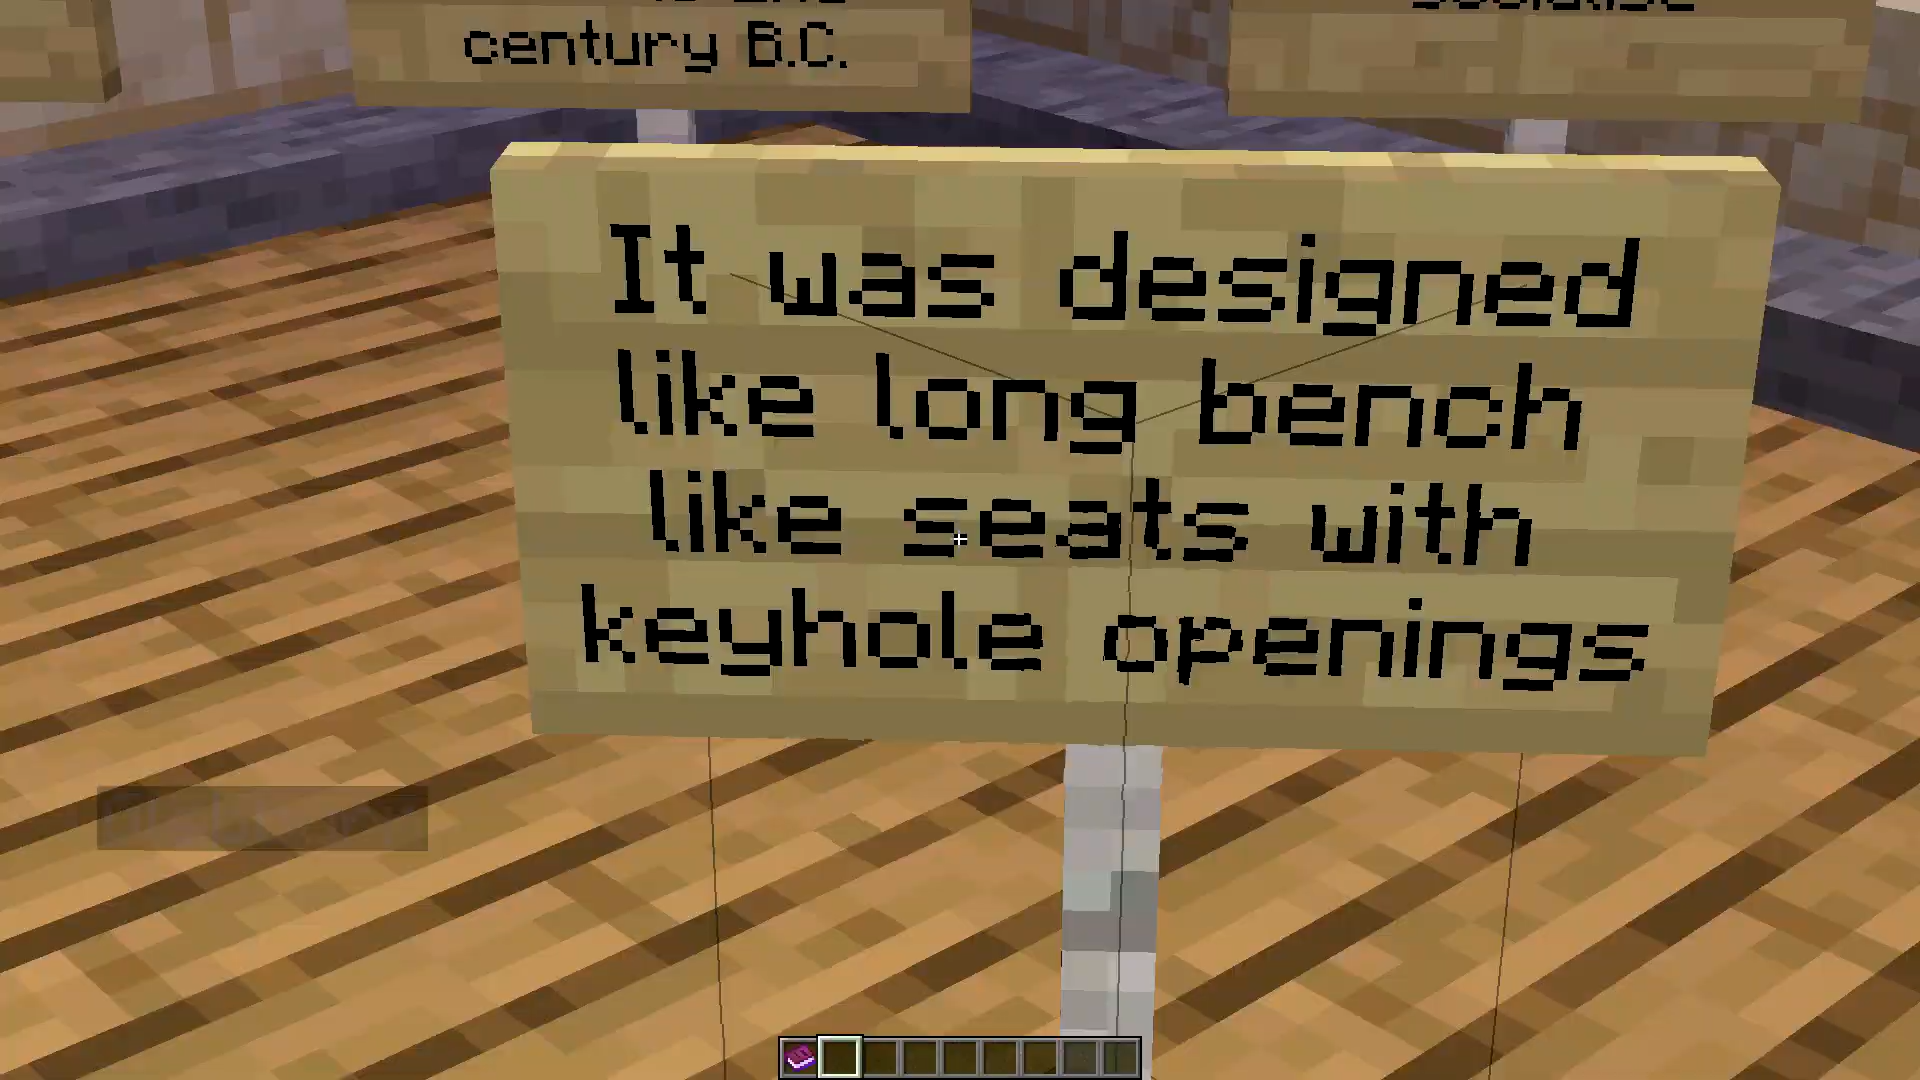 century B.C.
It was designed
like long bench
like seats with
keyhole openings